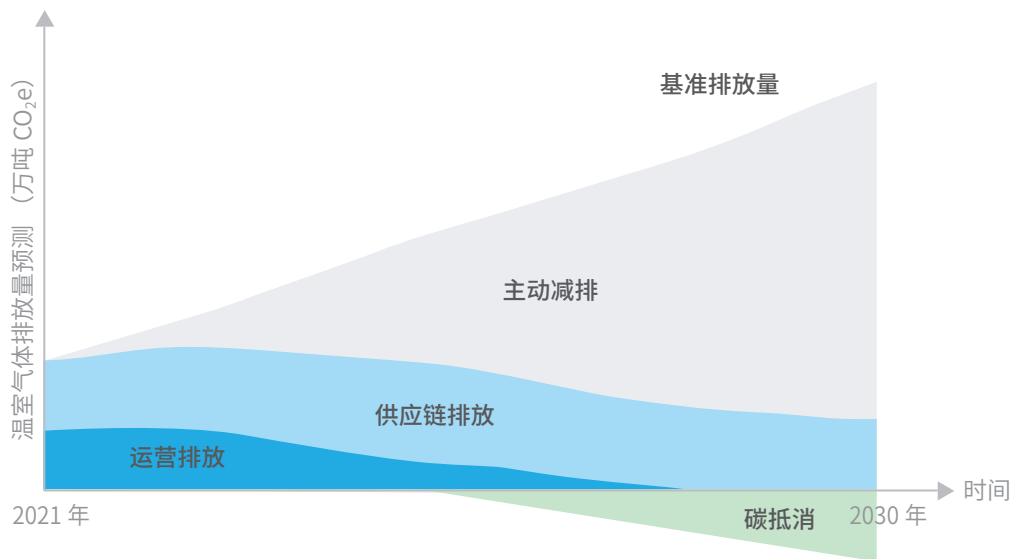 基准排放量
温室气体排放量预测 （万吨 CO₂e）
主动减排
供应链排放
运营排放
碳抵消
时间
2021 年
2030 年